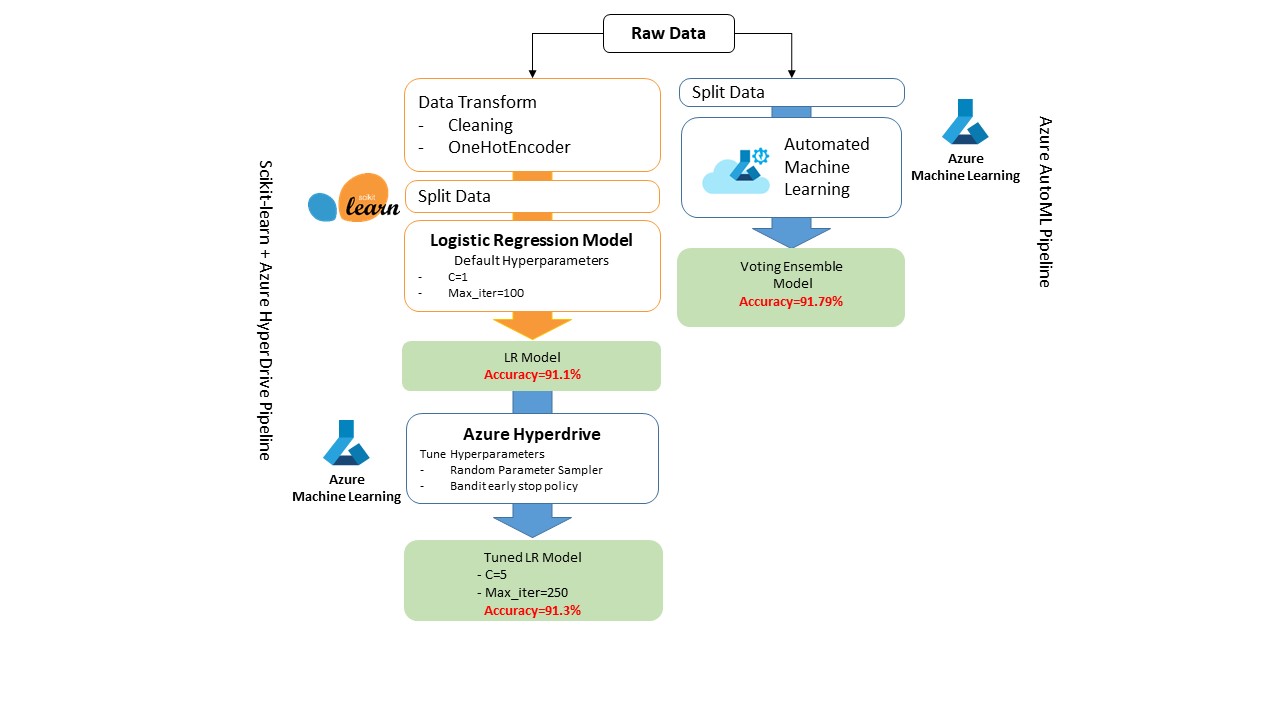 Raw Data
Data Transform
- Cleaning
- OneHotEncoder
Split Data
Logistic Regression Model
Default Hyperparameters
- C=1
- Max_iter=100
LR Model
Accuracy=91.1%
Azure Hyperdrive
Tune Hyperparameters
- Random Parameter Sampler
- Bandit early stop policy
Tuned LR Model
- C=5
- Max_iter=250
Accuracy=91.3%
scikit
learn
Azure
Machine Learning
Scikit-learn + Azure HyperDrive Pipeline
Split Data
Automated
Machine
Learning
Voting Ensemble
Model
Accuracy=91.79%
Azure
Machine Learning
Azure AutoML Pipeline